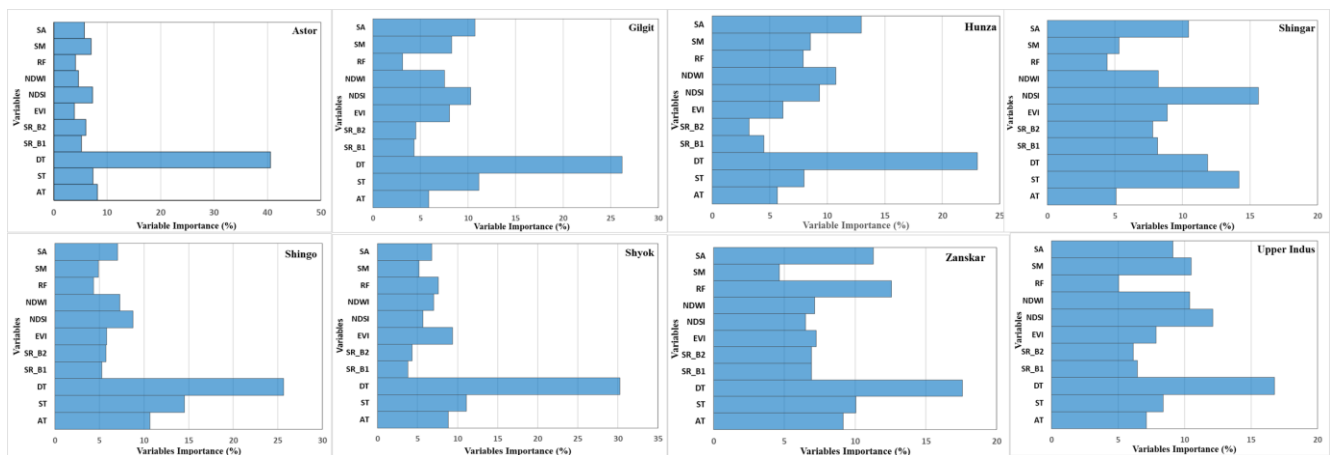 Astor
Variables
SA
SM
RF
NDWI
NDSI
EVI
SR_B2
SR_B1
DT
ST
AT
0 10 20 30 40 50
Variable Importance (%)
Gilgit
Variables
SA
SM
RF
NDWI
NDSI
EVI
SR_B2
SR_B1
DT
ST
AT
0 5 10 15 20 25 30
Variables Importance (%)
Hunza
Variables
SA
SM
RF
NDWI
NDSI
EVI
SR_B2
SR_B1
DT
ST
AT
0 5 10 15 20 25
Variable Importance (%)
Shingar
Variables
SA
SM
RF
NDWI
NDSI
EVI
SR_B2
SR_B1
DT
ST
AT
0 5 10 15 20
Variables Importance (%)
Shingo
Variables
SA
SM
RF
NDWI
NDSI
EVI
SR_B2
SR_B1
DT
ST
AT
0 5 10 15 20 25 30
Variables Importance (%)
Shyok
Variables
SA
SM
RF
NDWI
NDSI
EVI
SR_B2
SR_B1
DT
ST
AT
0 5 10 15 20 25 30 35
Variables Importance (%)
Zanskar
Variables
SA
SM
RF
NDWI
NDSI
EVI
SR_B2
SR_B1
DT
ST
AT
0 5 10 15 20
Variables Importance (%)
Upper Indus
Variables
SA
SM
RF
NDWI
NDSI
EVI
SR_B2
SR_B1
DT
ST
AT
0 5 10 15 20
Variables Importance (%)